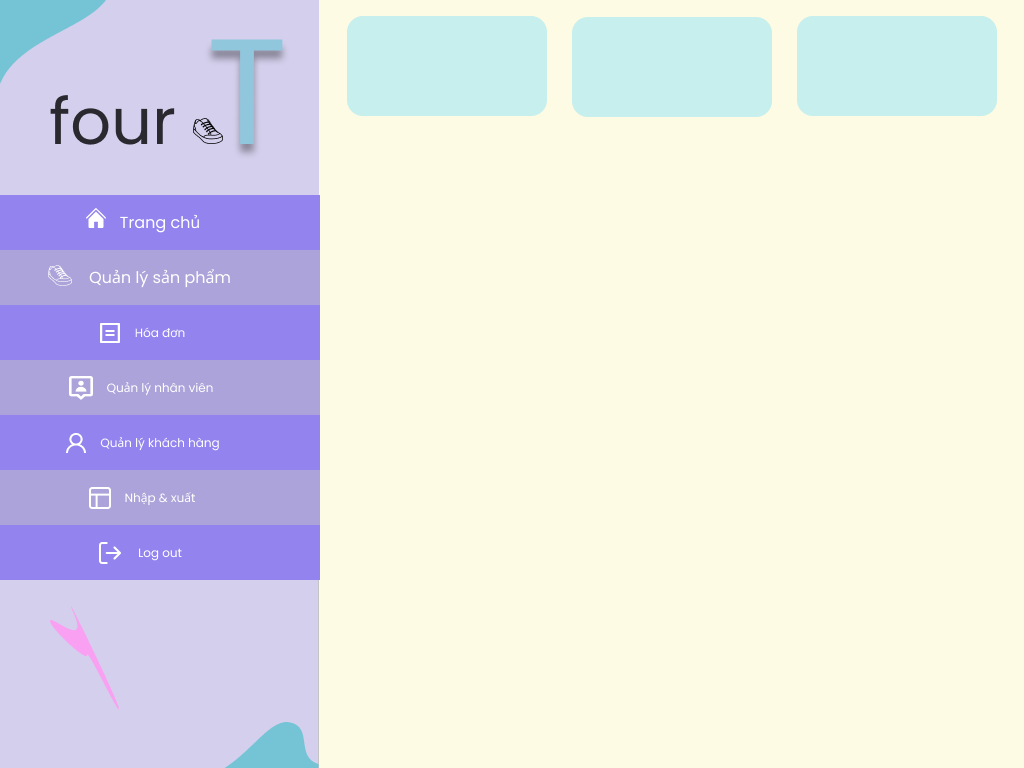 four T
Trang chủ
Quản lý sản phẩm
Hóa đơn
Quản lý nhân viên
Quản lý khách hàng
Nhập & xuất
Log out